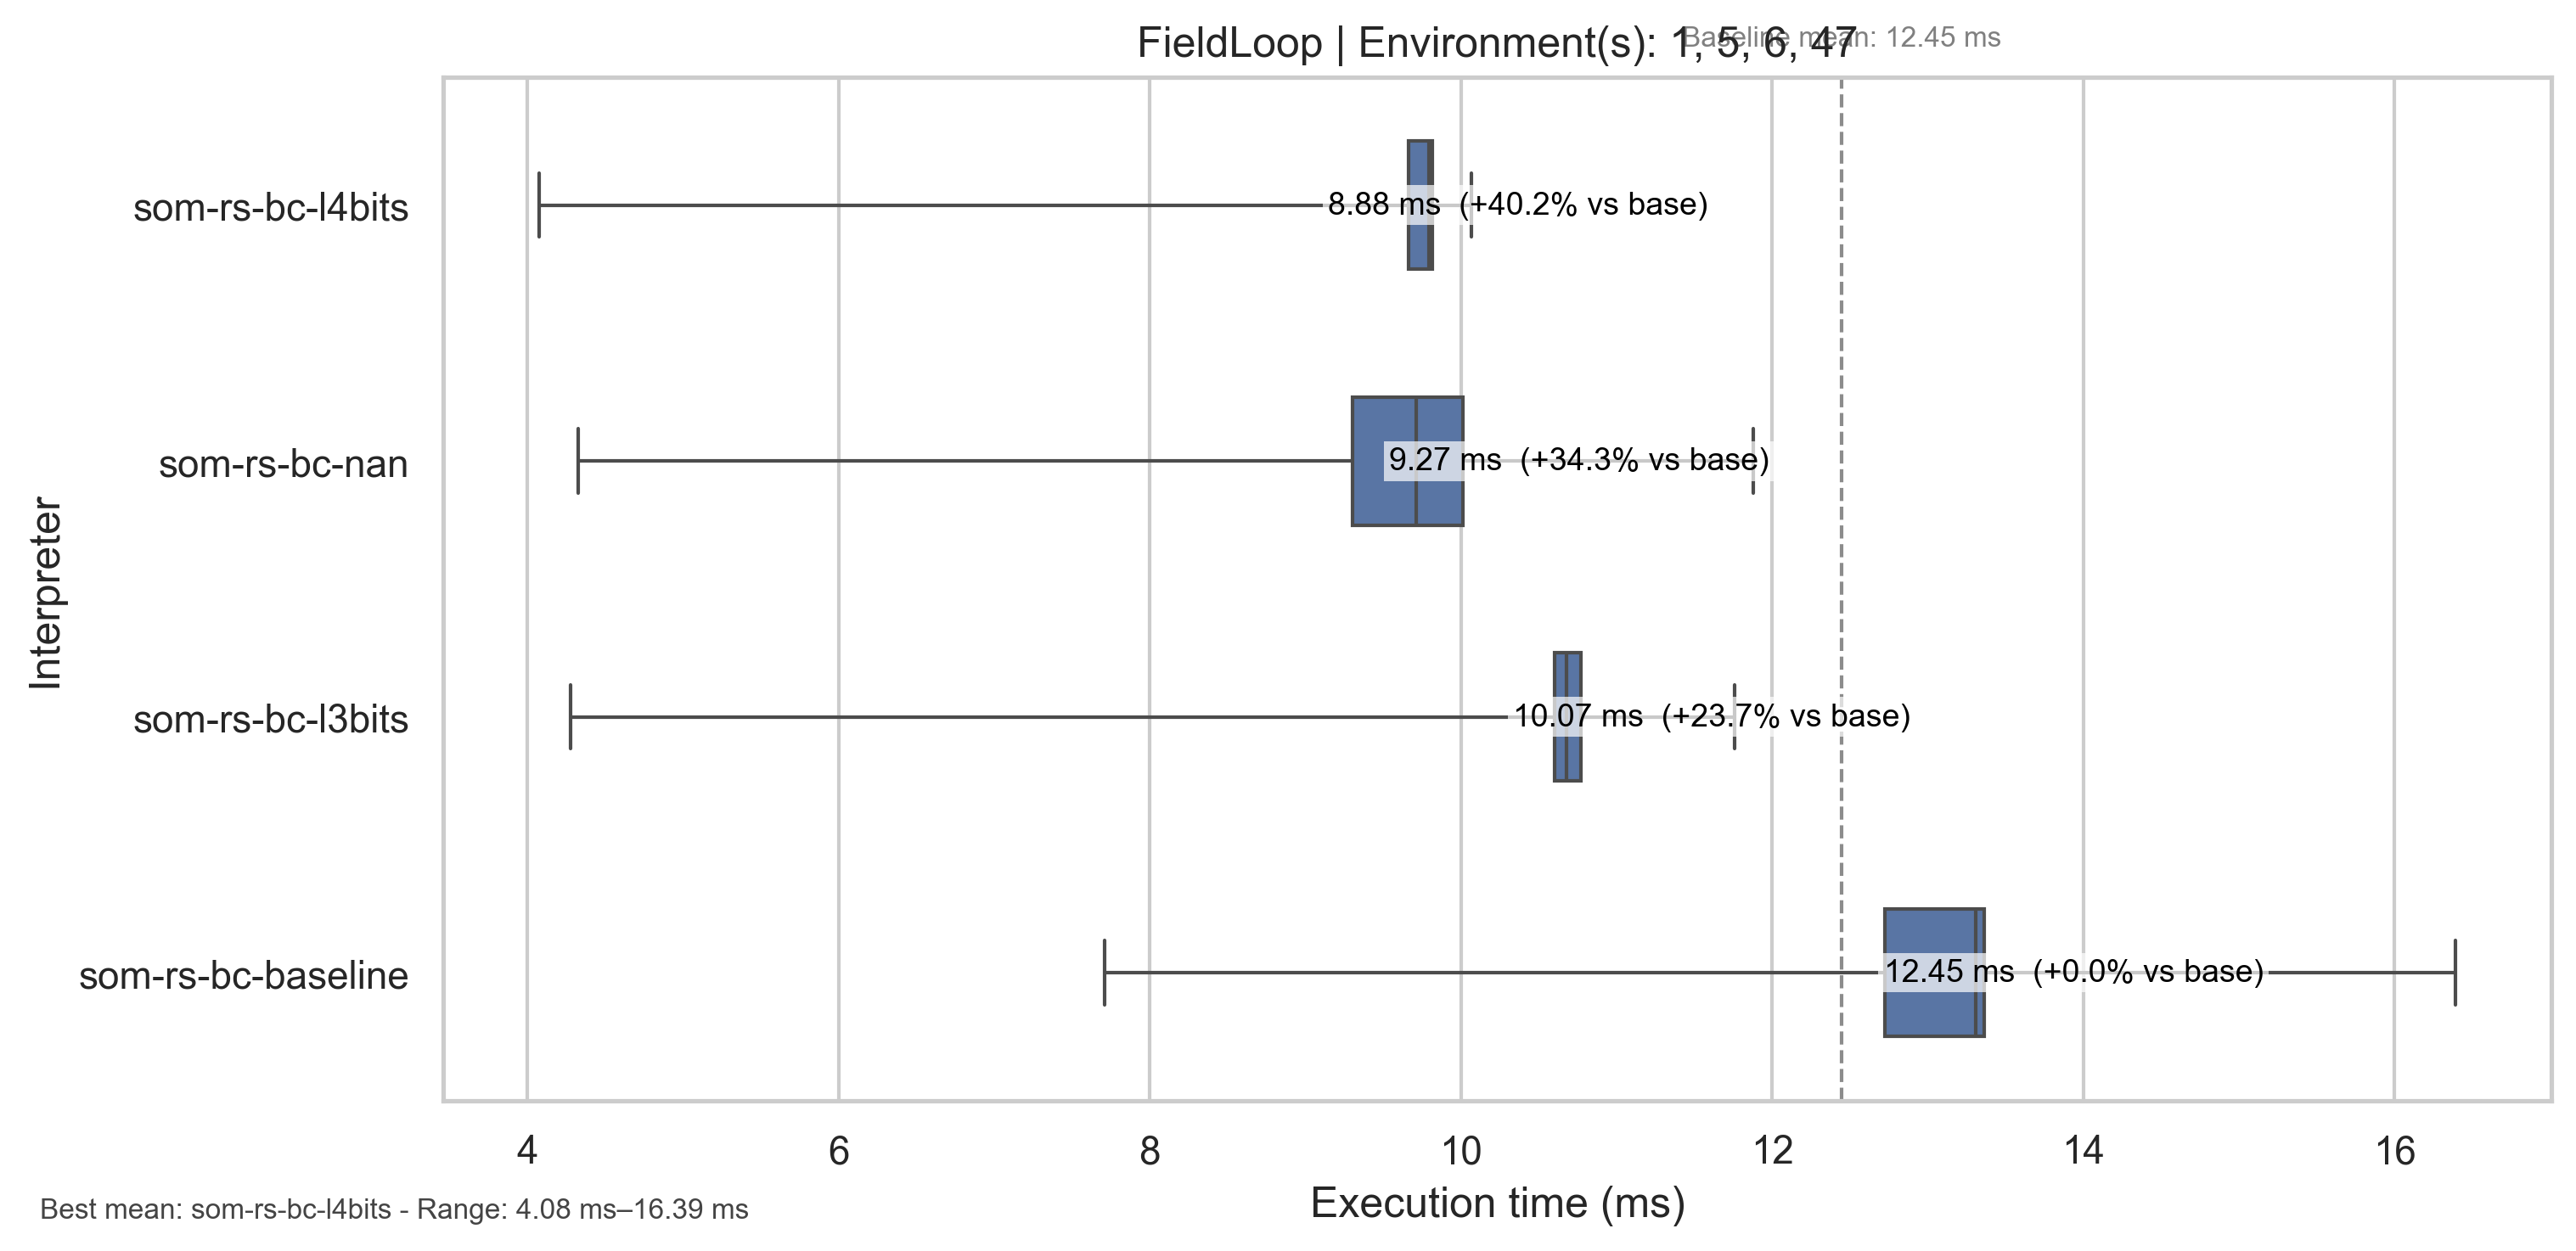 FieldLoop | Environment(s): 1, 5, 6, 47
Baseline mean: 12.45 ms
Interpreter
som-rs-bc-l4bits
8.88 ms (+40.2% vs base)
som-rs-bc-nan
9.27 ms (+34.3% vs base)
som-rs-bc-l3bits
10.07 ms (+23.7% vs base)
som-rs-bc-baseline
12.45 ms (+0.0% vs base)
4 6 8 10 12 14 16
Execution time (ms)
Best mean: som-rs-bc-l4bits - Range: 4.08 ms–16.39 ms